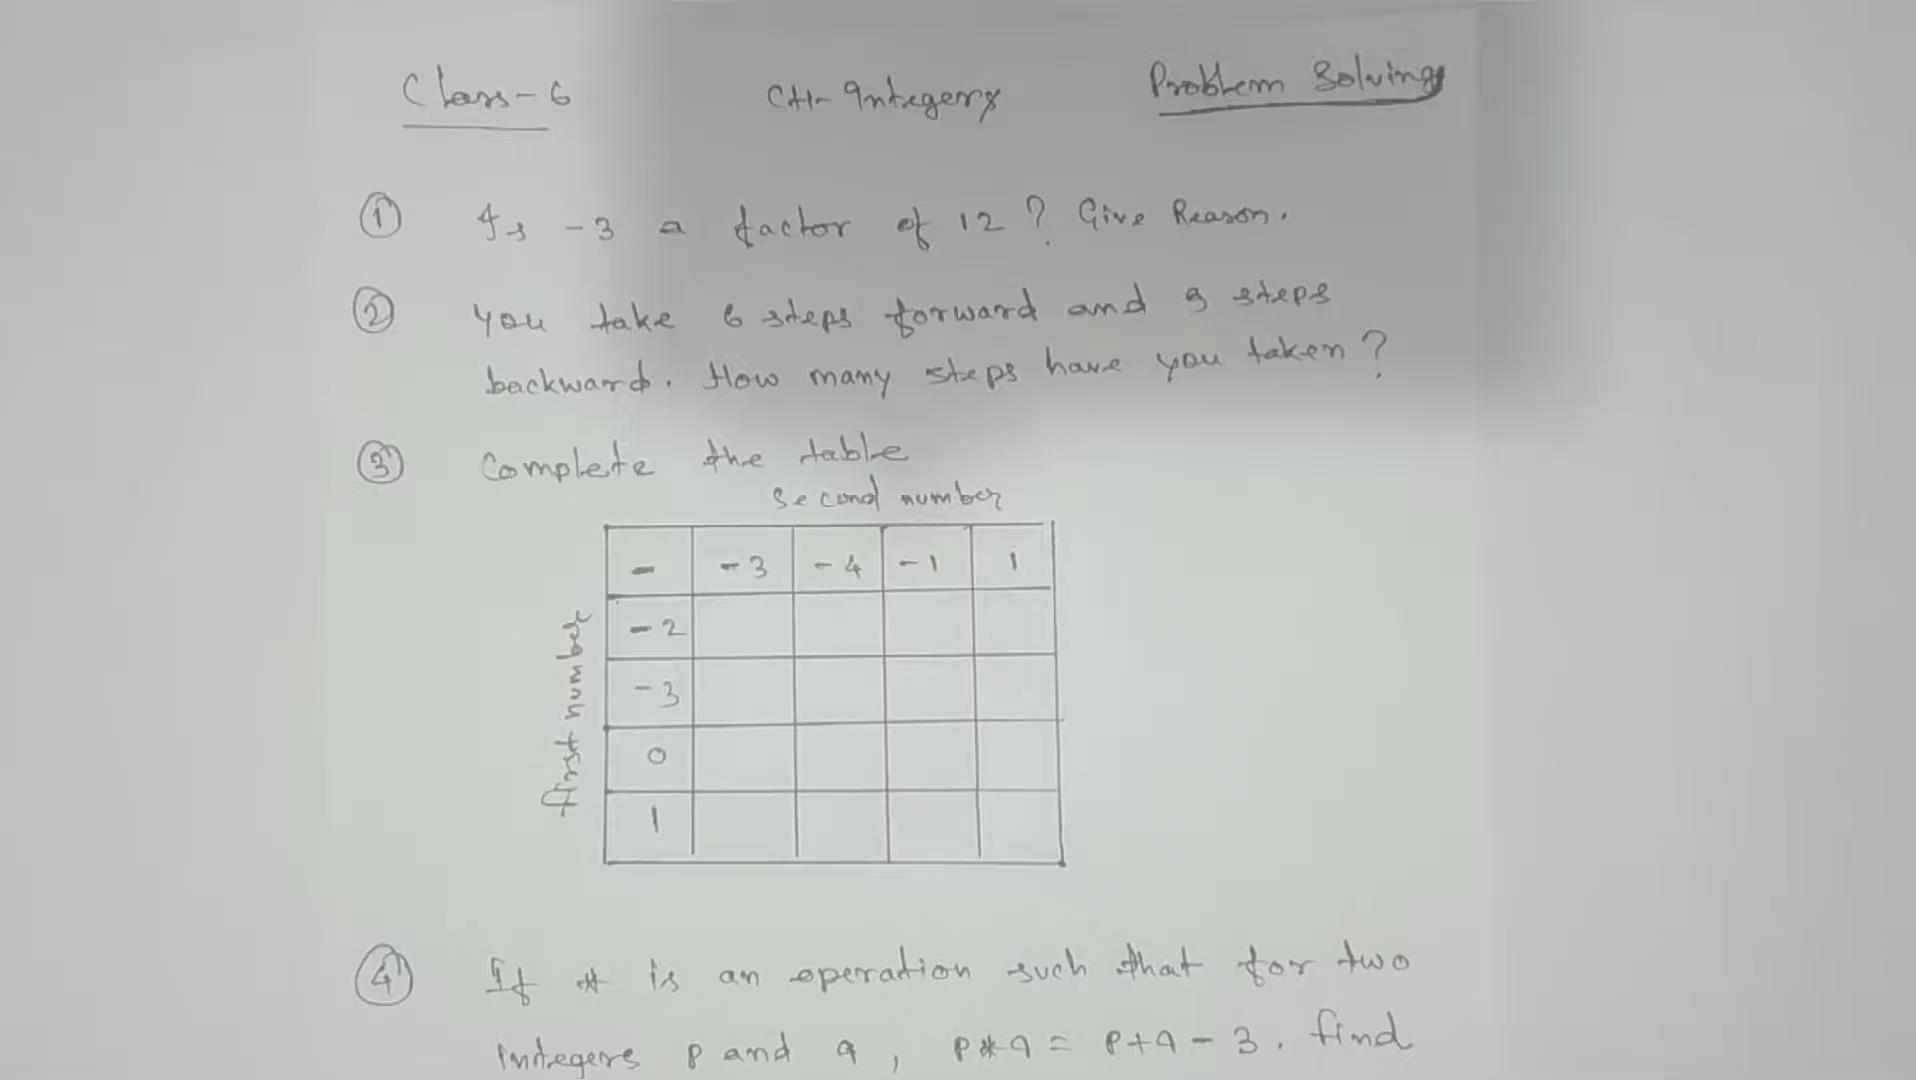 Class-6
CH- Integers
Problem Solving
① Is -3 a factor of 12? Give Reason.
② You take 6 steps forward and 9 steps
backward. How many steps have you taken?
③ Complete the table
second number
first number
- -3 -4 -1 1
-2
-3
0
1
④ If * is an operation such that for two
integers p and q, p*q = p+q-3. find